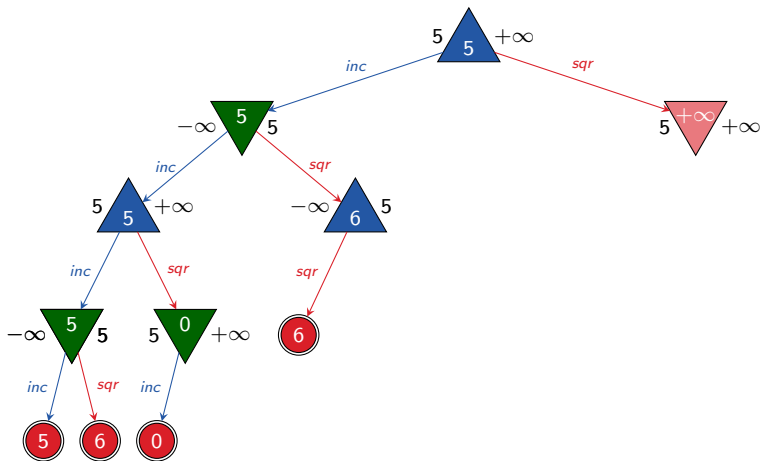 5 5 +∞
inc sqr
−∞ 5 5 5 +∞ +∞
inc sqr
5 5 +∞ −∞ 6 5
inc sqr sqr
−∞ 5 5 5 0 +∞ 6
inc sqr inc
5 6 0